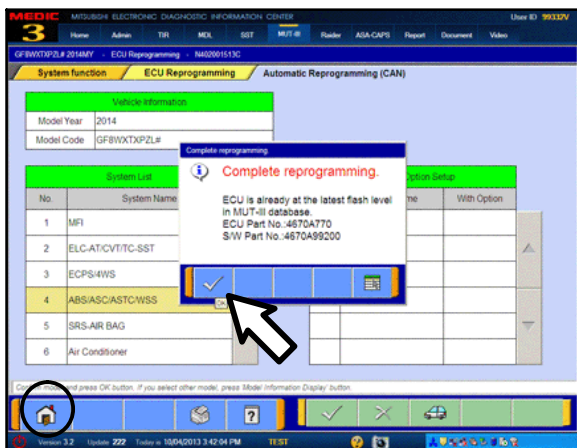 MEDIC
MITSUBISHI ELECTRONIC DIAGNOSTIC INFORMATION CENTER
User ID 99332V
3
Home Admin TIR MDL SST MUT-III Raider ASA-CAPS Report Document Video
GF8WXTXPZL# 2014MY - ECU Reprogramming - N402001513C
System function
ECU Reprogramming
Automatic Reprogramming (CAN)
Vehicle information
Model Year 2014
Model Code GF8WXTXPZL#
Complete reprogramming.
Complete reprogramming.
ECU is already at the latest flash level
in MUT-III database.
ECU Part No.:4670A770
S/W Part No.:4670A99200
OK
System List
Option Setup
No. System Name
With Option
1 MFI
2 ELC-AT/CVT/TC-SST
3 ECPS/4WS
4 ABS/ASC/ASTC/WSS
5 SRS-AIR BAG
6 Air Conditioner
and press OK button. If you select other model, press 'Model Information Display' button.
Version 3.2 Update 222 Today is 10/04/2013 3:42:04 PM TEST